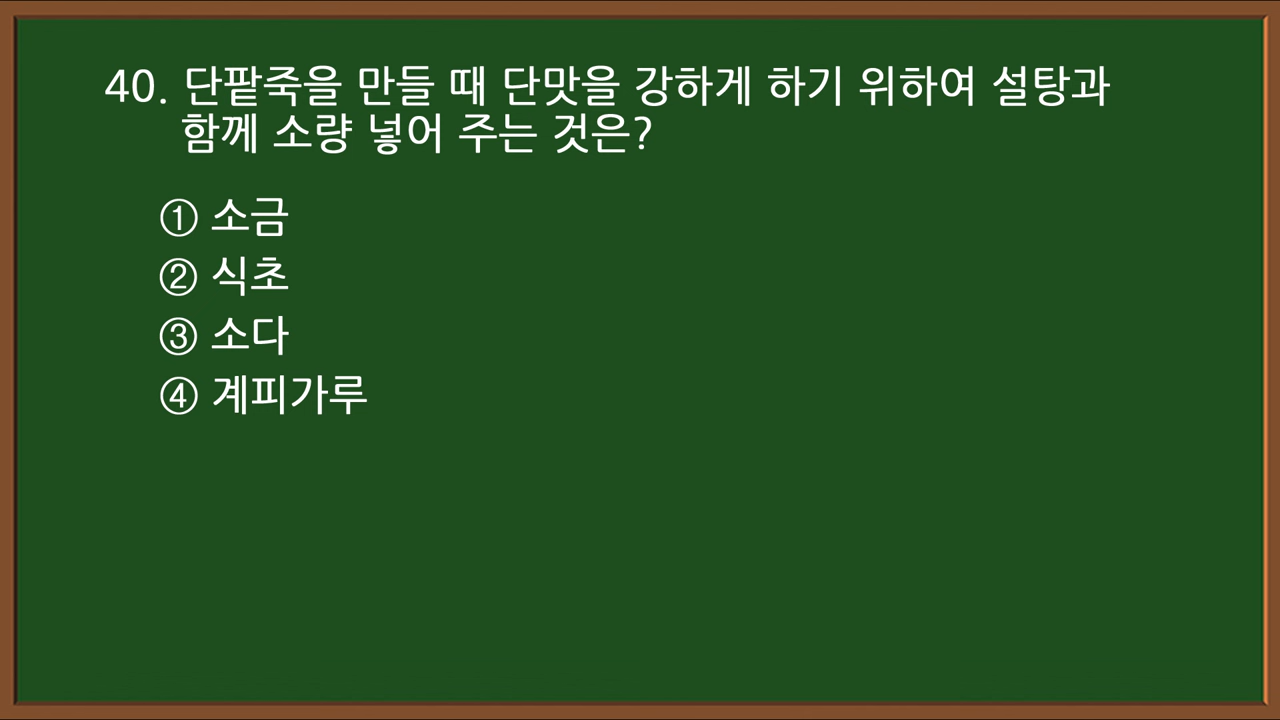 40. 단팥죽을 만들 때 단맛을 강하게 하기 위하여 설탕과
함께 소량 넣어 주는 것은?
① 소금
② 식초
③ 소다
④ 계피가루